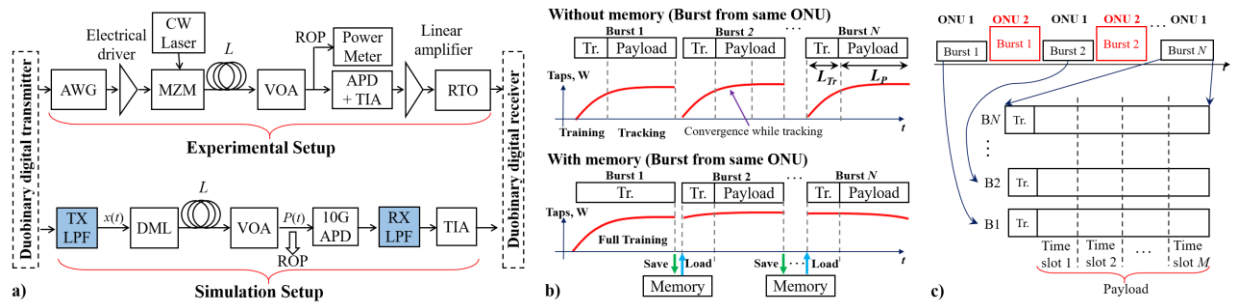 Duobinary digital transmitter
Electrical
driver
CW
Laser
L
ROP
Power
Meter
Linear
amplifier
AWG
MZM
VOA
APD
+ TIA
RTO
Experimental Setup
Duobinary digital receiver
L
TX
LPF
x(t)
DML
VOA
P(t)
10G
APD
RX
LPF
TIA
ROP
Simulation Setup
a)
Without memory (Burst from same ONU)
Burst 1
Burst 2
...
Burst N
Tr.
Payload
Tr.
Payload
Tr.
Payload
Taps, W
L_Tr
L_P
Training
Tracking
Convergence while tracking
t
With memory (Burst from same ONU)
Burst 1
Burst 2
...
Burst N
Tr.
Tr.
Payload
Tr.
Payload
Taps, W
Full Training
t
Save
Load
Save
...
Load
Memory
Memory
b)
ONU 1
ONU 2
ONU 1
ONU 2
...
ONU 1
Burst 1
Burst 1
Burst 2
Burst 2
Burst N
t
BN
Tr.
⋮
B2
Tr.
B1
Tr.
Time
slot 1
Time
slot 2
...
Time
slot M
Payload
c)